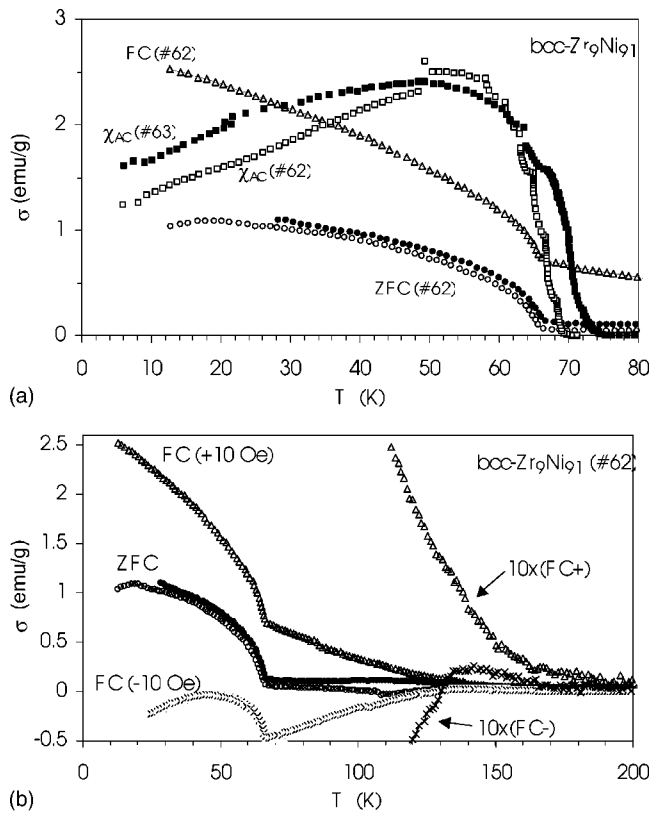 3
2
1
0
σ (emu/g)
FC (#62)
χAC(#63)
χAC(#62)
ZFC (#62)
bcc-Zr₉Ni₉₁
0 10 20 30 40 50 60 70 80
(a)
T (K)
2.5
2
1.5
1
0.5
0
-0.5
σ (emu/g)
FC (+10 Oe)
bcc-Zr₉Ni₉₁ (#62)
ZFC
10x(FC+)
FC (-10 Oe)
10x(FC-)
0 50 100 150 200
(b)
T (K)